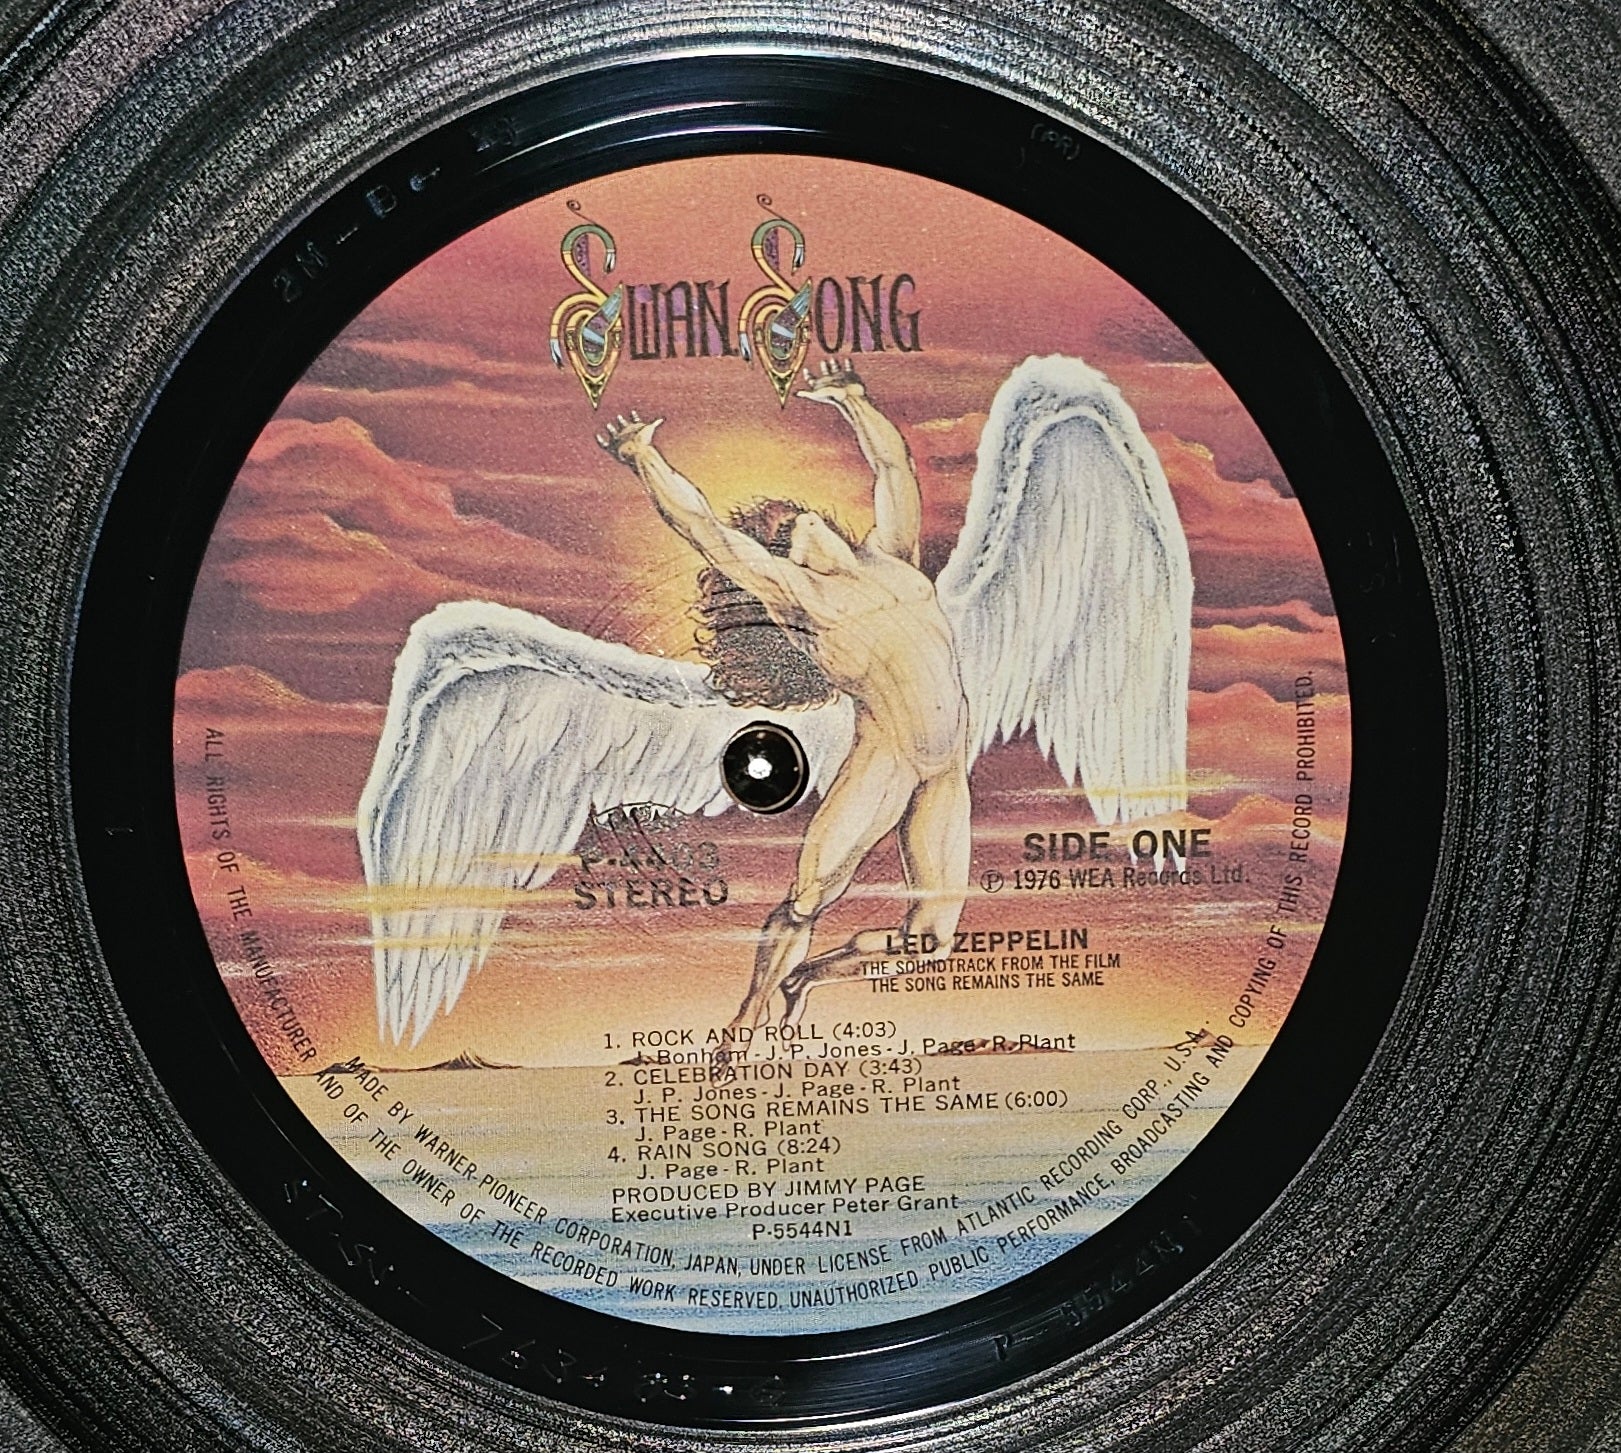 SWAN SONG
STEREO
SIDE ONE
Ⓟ 1976 WEA Records Ltd.
LED ZEPPELIN
THE SOUNDTRACK FROM THE FILM
THE SONG REMAINS THE SAME
1. ROCK AND ROLL (4:03)
J. Bonham - J. P. Jones - J. Page - R. Plant
2. CELEBRATION DAY (3:43)
J. P. Jones - J. Page - R. Plant
3. THE SONG REMAINS THE SAME (6:00)
J. Page - R. Plant
4. RAIN SONG (8:24)
J. Page - R. Plant
PRODUCED BY JIMMY PAGE
Executive Producer Peter Grant
P-5544N1
MADE BY WARNER-PIONEER CORPORATION, JAPAN, UNDER LICENSE FROM ATLANTIC RECORDING CORP., U.S.A.
ALL RIGHTS OF THE MANUFACTURER AND OF THE OWNER OF THE RECORDED WORK RESERVED. UNAUTHORIZED PUBLIC PERFORMANCE, BROADCASTING AND COPYING OF THIS RECORD PROHIBITED.